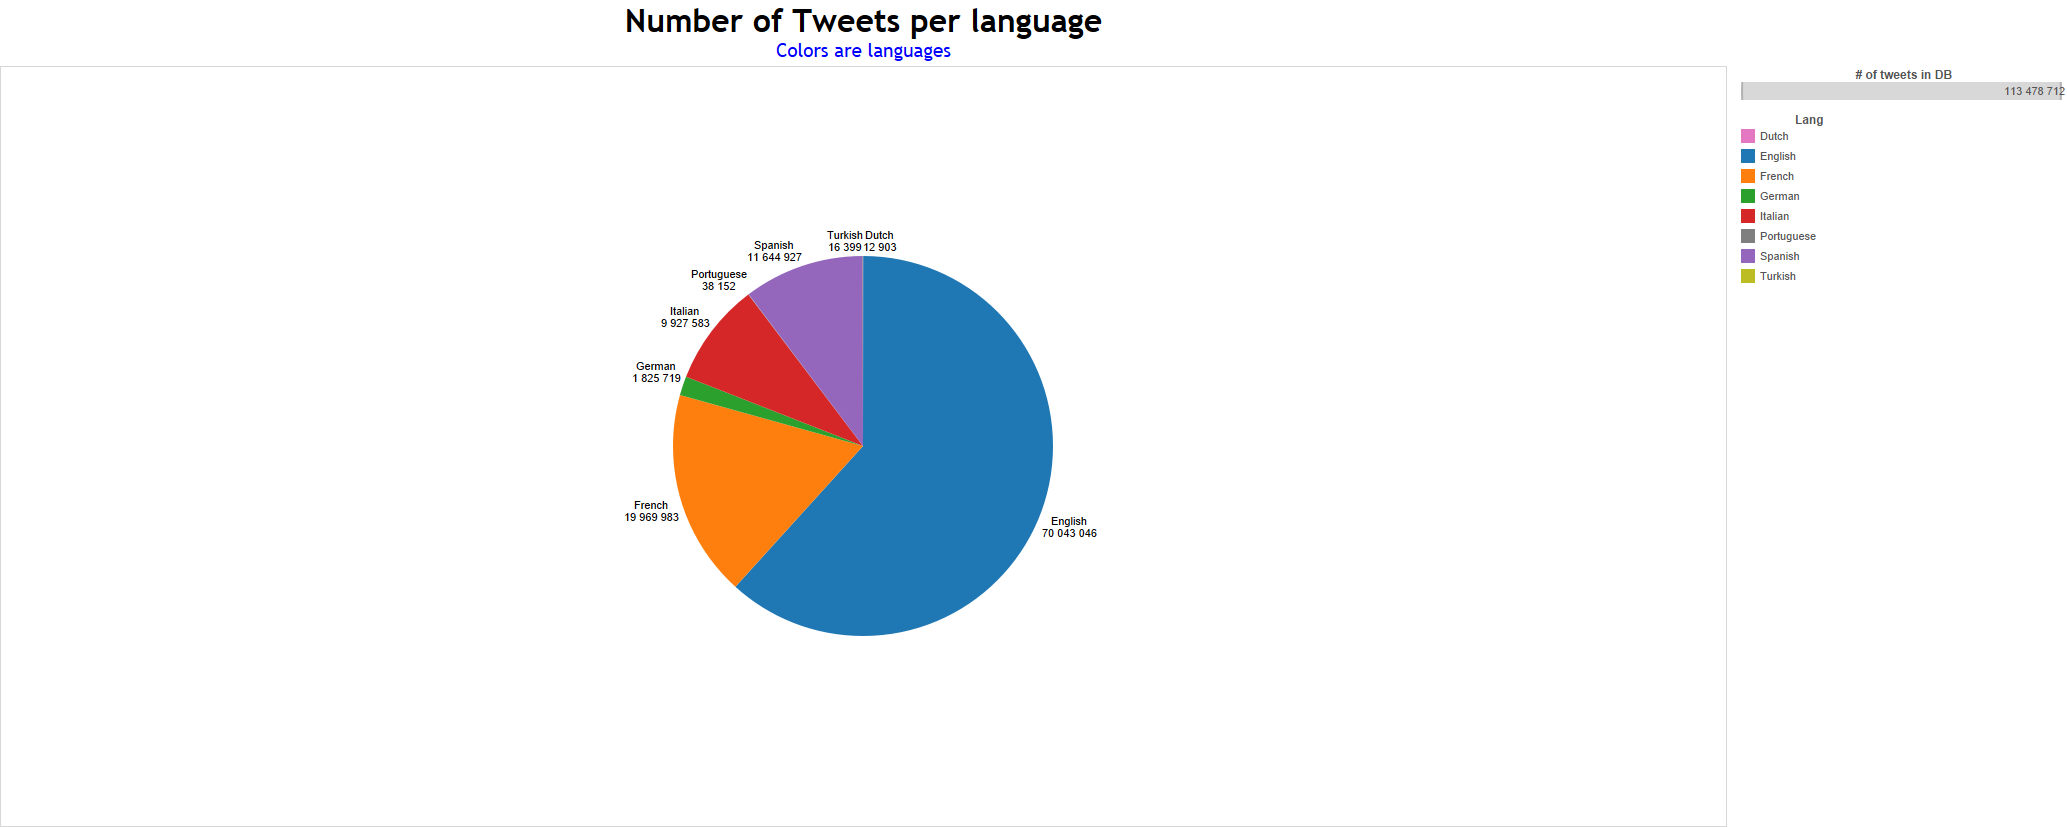 Number of Tweets per language
Colors are languages
# of tweets in DB
113 478 712
Lang
Dutch
English
French
German
Italian
Portuguese
Spanish
Turkish
Turkish Dutch
16 399 12 903
Spanish
11 644 927
Portuguese
38 152
Italian
9 927 583
German
1 825 719
French
19 969 983
English
70 043 046